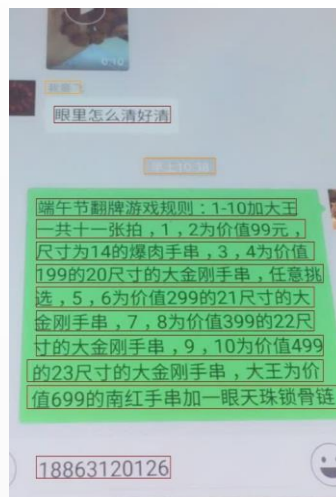 0:10
眼里怎么清好清
早上10:38
端午节翻牌游戏规则：1-10加大王
一共十一张拍，1，2为价值99元，
尺寸为14的爆肉手串，3，4为价值
199的20尺寸的大金刚手串，任意挑
选，5，6为价值299的21尺寸的大
金刚手串，7，8为价值399的22尺
寸的大金刚手串，9，10为价值499
的23尺寸的大金刚手串，大王为价
值699的南红手串加一眼天珠锁骨链
18863120126